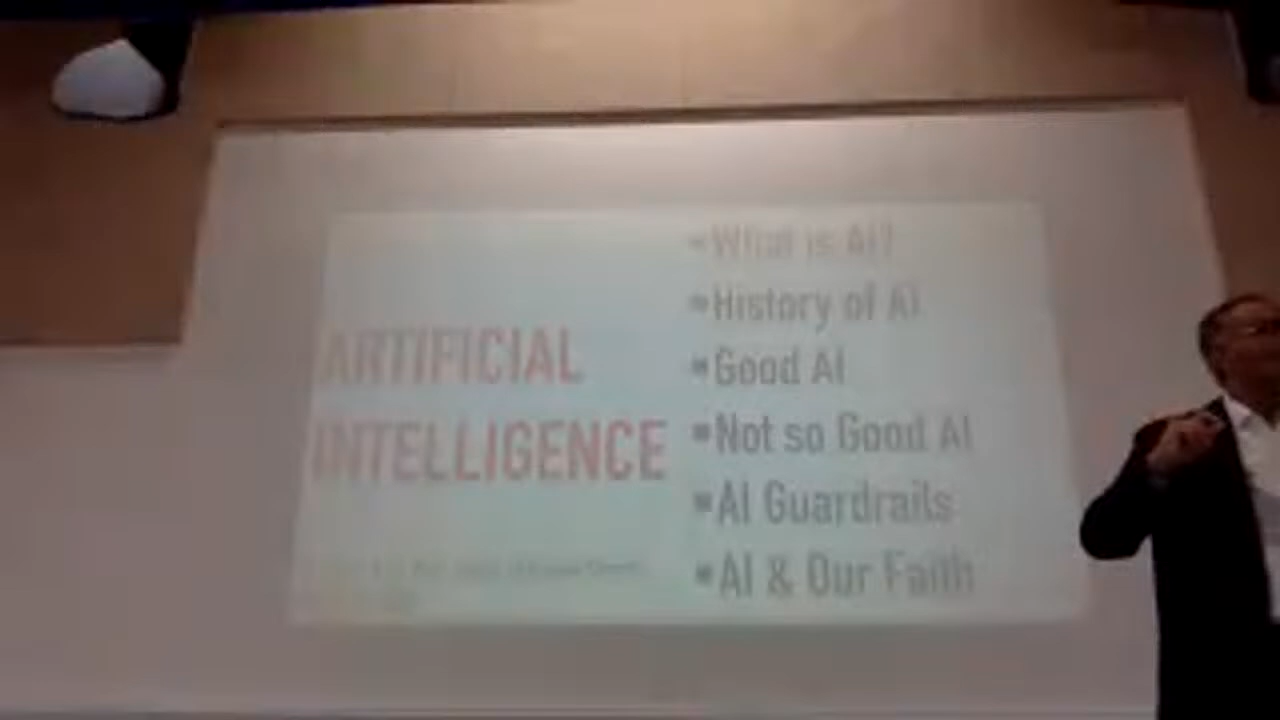 ARTIFICIAL
INTELLIGENCE
•What is AI?
•History of AI
•Good AI
•Not so Good AI
•AI Guardrails
•AI & Our Faith